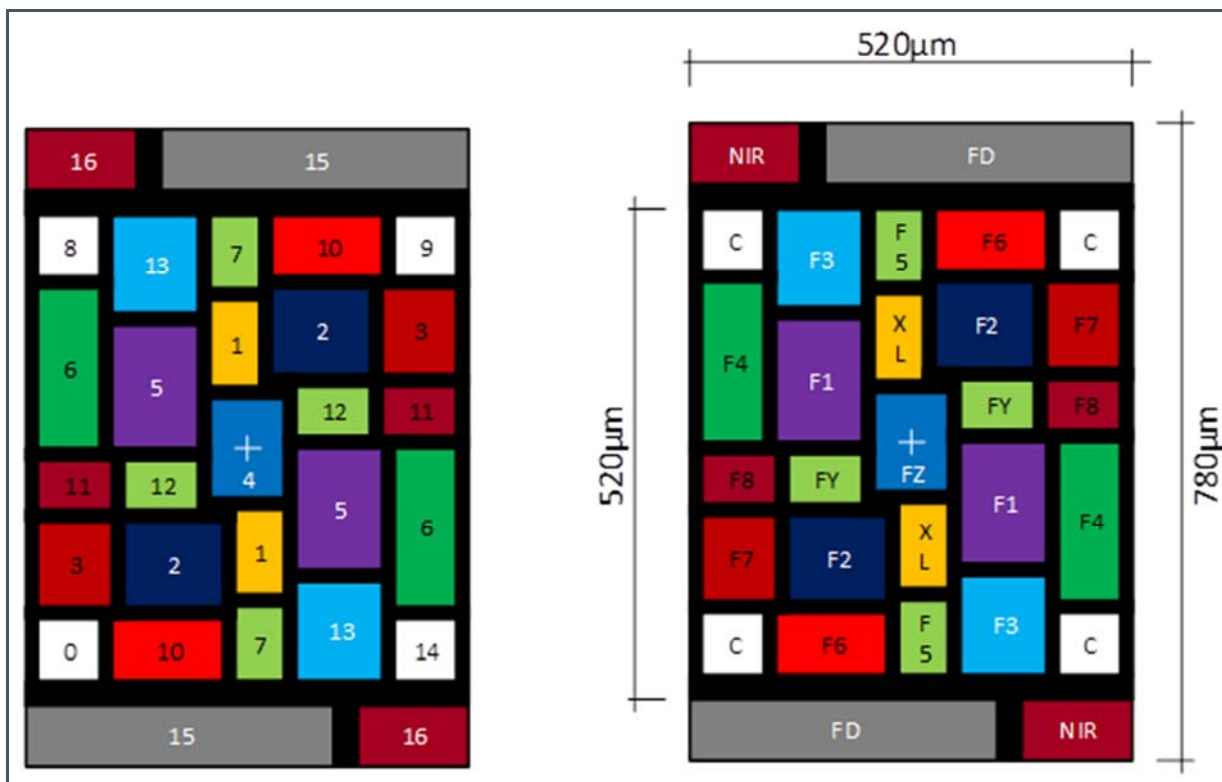 520µm
16 15
8 13 7 10 9
6 5 1 2 3
12 11
4
11 12 5 6
3 2 1
0 10 7 13 14
15 16
NIR FD
C F3 F
5 F6 C
F4 F1 X
L F2 F7
FY F8
FZ
F8 FY F1 F4
F7 F2 X
L
C F6 F
5 F3 C
FD NIR
520µm
780µm